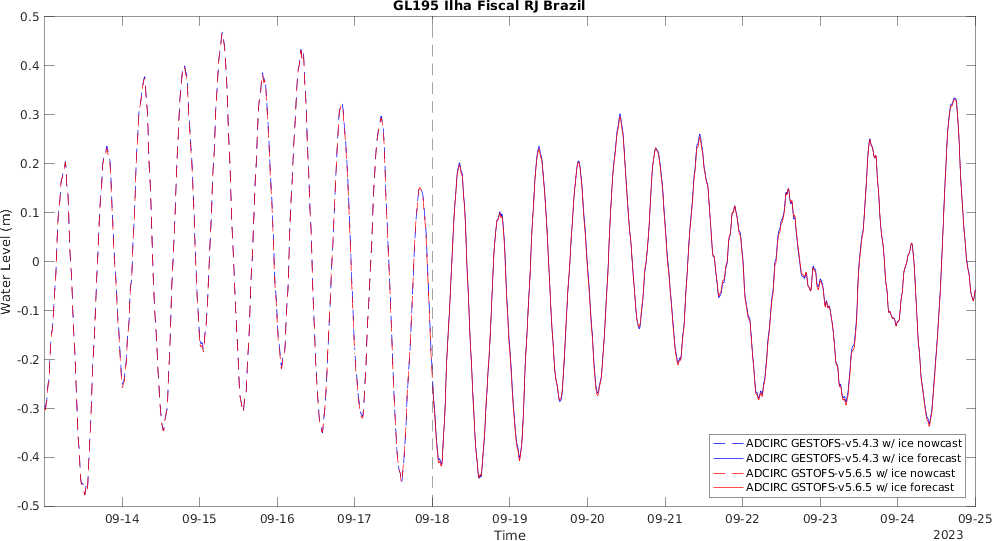 GL195 Ilha Fiscal RJ Brazil
0.5
0.4
0.3
0.2
0.1
0
-0.1
-0.2
-0.3
-0.4
-0.5
Water Level (m)
ADCIRC GESTOFS-v5.4.3 w/ ice nowcast
ADCIRC GESTOFS-v5.4.3 w/ ice forecast
ADCIRC GSTOFS-v5.6.5 w/ ice nowcast
ADCIRC GSTOFS-v5.6.5 w/ ice forecast
09-14 09-15 09-16 09-17 09-18 09-19 09-20 09-21 09-22 09-23 09-24 09-25
Time
2023